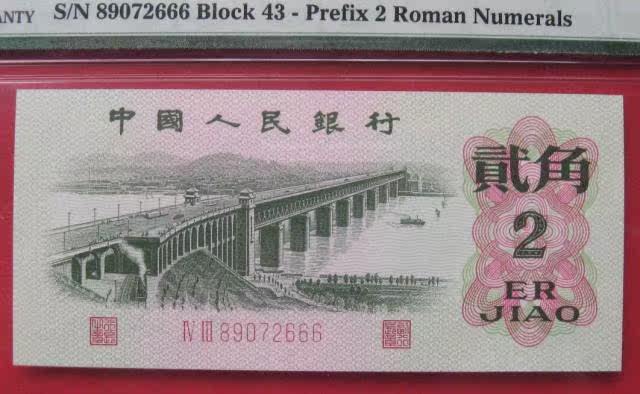 ANTY S/N 89072666 Block 43 - Prefix 2 Roman Numerals
中國人民銀行
貳角
2
ER
JIAO
IV III 89072666